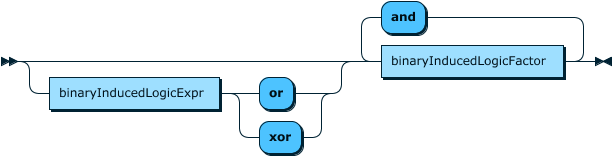 and
binaryInducedLogicFactor
binaryInducedLogicExpr
or
xor